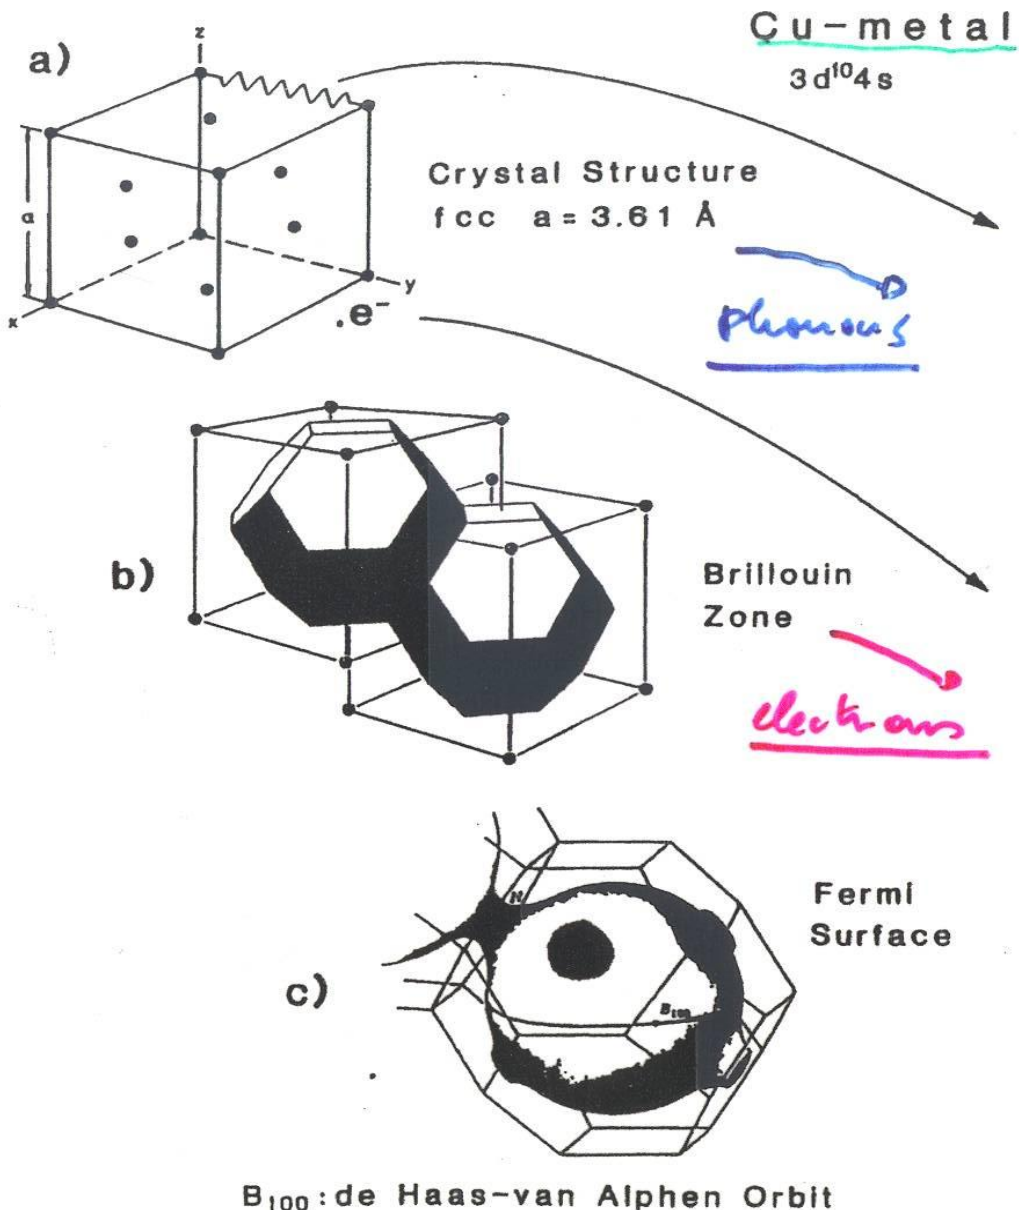 Cu-metal
3d¹⁰4s
a)
z
a
x
y
.e⁻
Crystal Structure
fcc a = 3.61 Å
phonons
b)
Brillouin
Zone
electrons
c)
N
B₁₀₀
Fermi
Surface
B₁₀₀ : de Haas-van Alphen Orbit